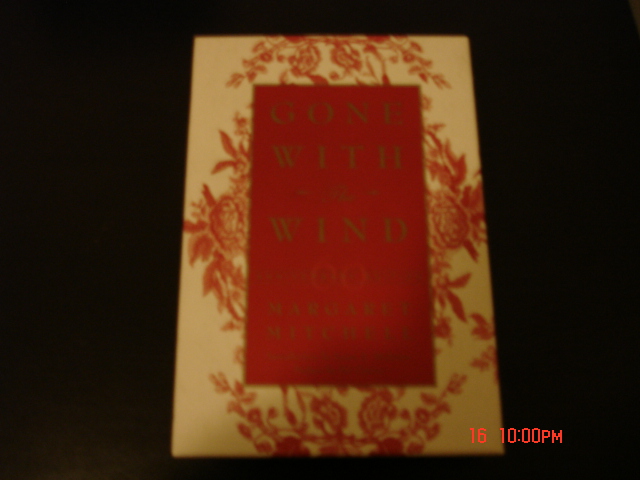 GONE
WITH
The
WIND
MARGARET
MITCHELL
16 10:00PM